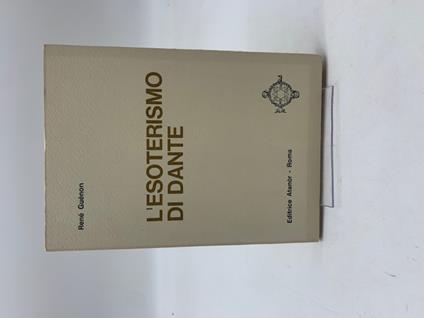 René Guénon
L'ESOTERISMO
DI DANTE
Editrice Atanòr - Roma